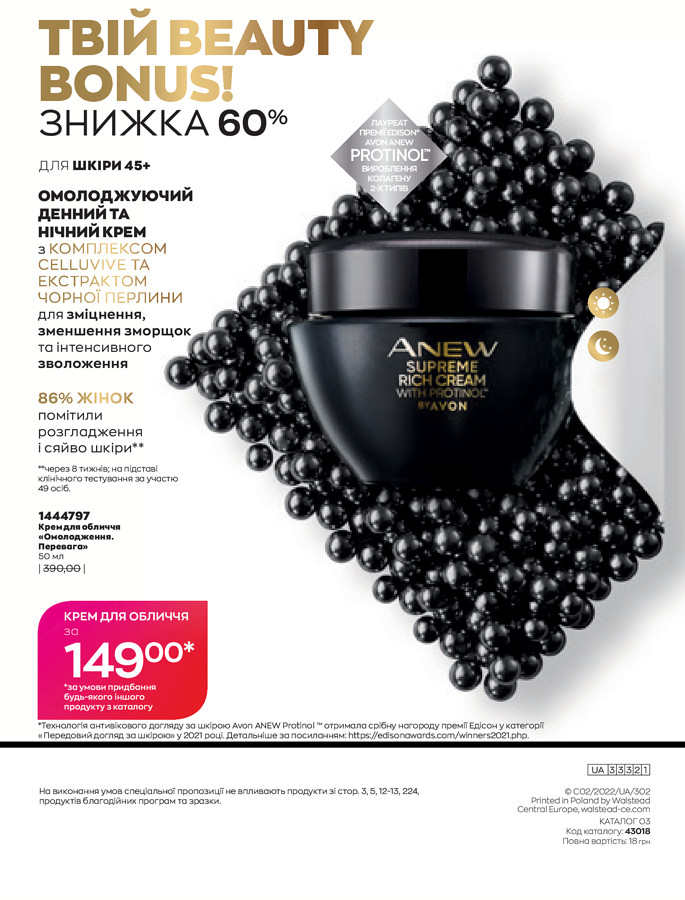 ТВІЙ BEAUTY
BONUS!
ЗНИЖКА 60%
ДЛЯ ШКІРИ 45+
ОМОЛОДЖУЮЧИЙ
ДЕННИЙ ТА
НІЧНИЙ КРЕМ
з КОМПЛЕКСОМ
CELLUVIVE ТА
ЕКСТРАКТОМ
ЧОРНОЇ ПЕРЛИНИ
для зміцнення,
зменшення зморщок
та інтенсивного
зволоження
86% ЖІНОК
помітили
розгладження
і сяйво шкіри**
**через 8 тижнів; на підставі
клінічного тестування за участю
49 осіб.
1444797
Крем для обличчя
«Омолодження.
Перевага»
50 мл
| 390,00 |
ЛАУРЕАТ
ПРЕМІЇ EDISON*
AVON ANEW
PROTINOL™
ВИРОБЛЕННЯ
КОЛАГЕНУ
2-Х ТИПІВ
ANEW
SUPREME
RICH CREAM
WITH PROTINOL™
BY AVON
КРЕМ ДЛЯ ОБЛИЧЧЯ
за
14900*
*за умови придбання
будь-якого іншого
продукту з каталогу
*Технологія антивікового догляду за шкірою Avon ANEW Protinol ™ отримала срібну нагороду премії Едісон у категорії
«Передовий догляд за шкірою» у 2021 році. Детальніше за посиланням: https://edisonawards.com/winners2021.php.
На виконання умов спеціальної пропозиції не впливають продукти зі стор. 3, 5, 12-13, 224,
продуктів благодійних програм та зразки.
UA |3|3|3|2|1
© C02/2022/UA/302
Printed in Poland by Walstead
Central Europe, walstead-ce.com
КАТАЛОГ 03
Код каталогу: 43018
Повна вартість: 18 грн